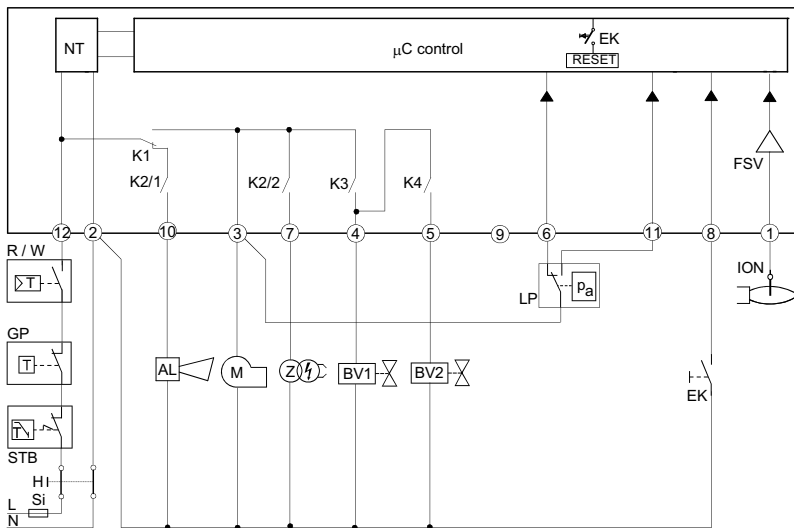 NT
µC control
EK
RESET
K1
FSV
K2/1
K2/2
K3
K4
12
2
10
3
7
4
5
9
6
11
8
1
R / W
T
ION
LP
pa
GP
T
AL
M
Z
BV1
BV2
EK
T
STB
H
Si
L
N